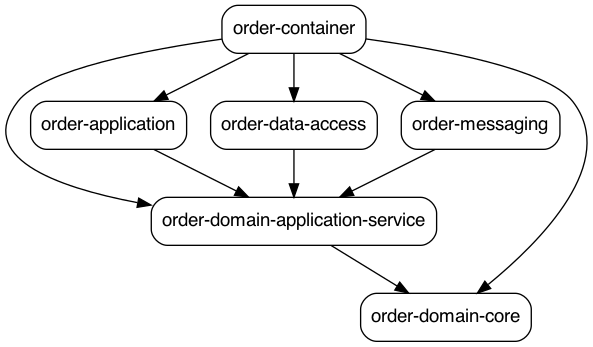 order-container
order-application
order-data-access
order-messaging
order-domain-application-service
order-domain-core